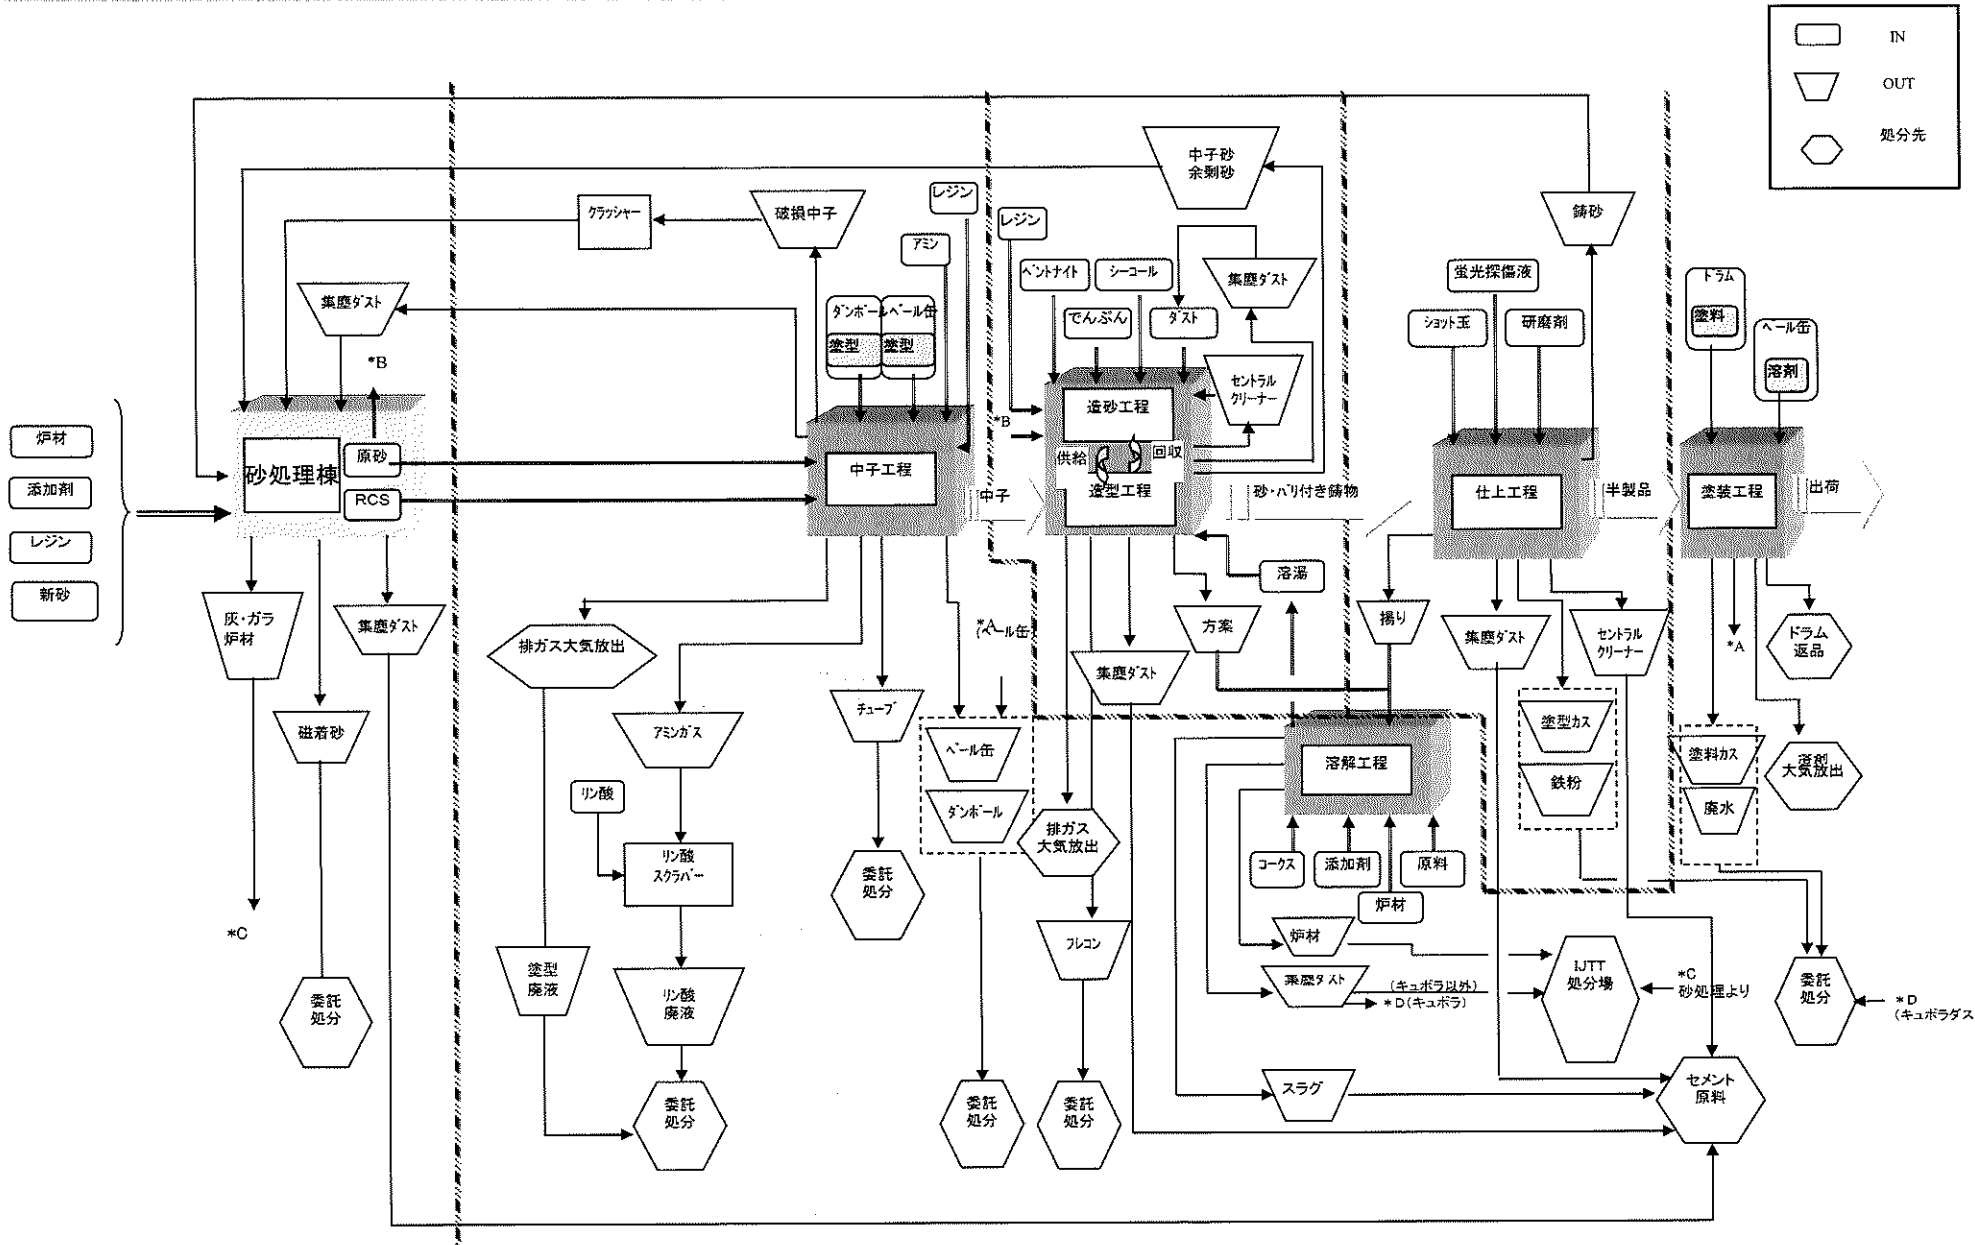 IN
OUT
処分先
中子砂
余剰砂
レジン
クラッシャー
破損中子
鋳砂
レジン
アミン
ベントナイト
シーコール
集塵ダスト
蛍光探傷液
ドラム
塗料
集塵ダスト
ダンボール
塗型
ペール缶
塗型
でんぷん
ダスト
ショット玉
研磨剤
ペール缶
溶剤
*B
セントラル
クリーナー
造砂工程
*B
炉材
添加剤
レジン
新砂
砂処理棟
原砂
RCS
中子工程
中子
供給
回収
造型工程
砂・バリ付き鋳物
仕上工程
半製品
塗装工程
出荷
溶湯
灰・ガラ
炉材
集塵ダスト
排ガス大気放出
*A
(ペール缶
方案
揚り
集塵ダスト
セントラル
クリーナー
*A
ドラム
返品
集塵ダスト
磁着砂
アミンガス
チューブ
ペール缶
ダンボール
溶解工程
塗型カス
鉄粉
塗料カス
廃水
溶剤
大気放出
リン酸
リン酸
スクラバー
排ガス
大気放出
コークス
添加剤
原料
炉材
委託
処分
*C
フレコン
炉材
集塵ダスト
(キュポラ以外)
*D(キュポラ)
IJTT
処分場
*C
砂処理より
委託
処分
*D
(キュポラダス
委託
処分
塗型
廃液
リン酸
廃液
スラグ
セメント
原料
委託
処分
委託
処分
委託
処分